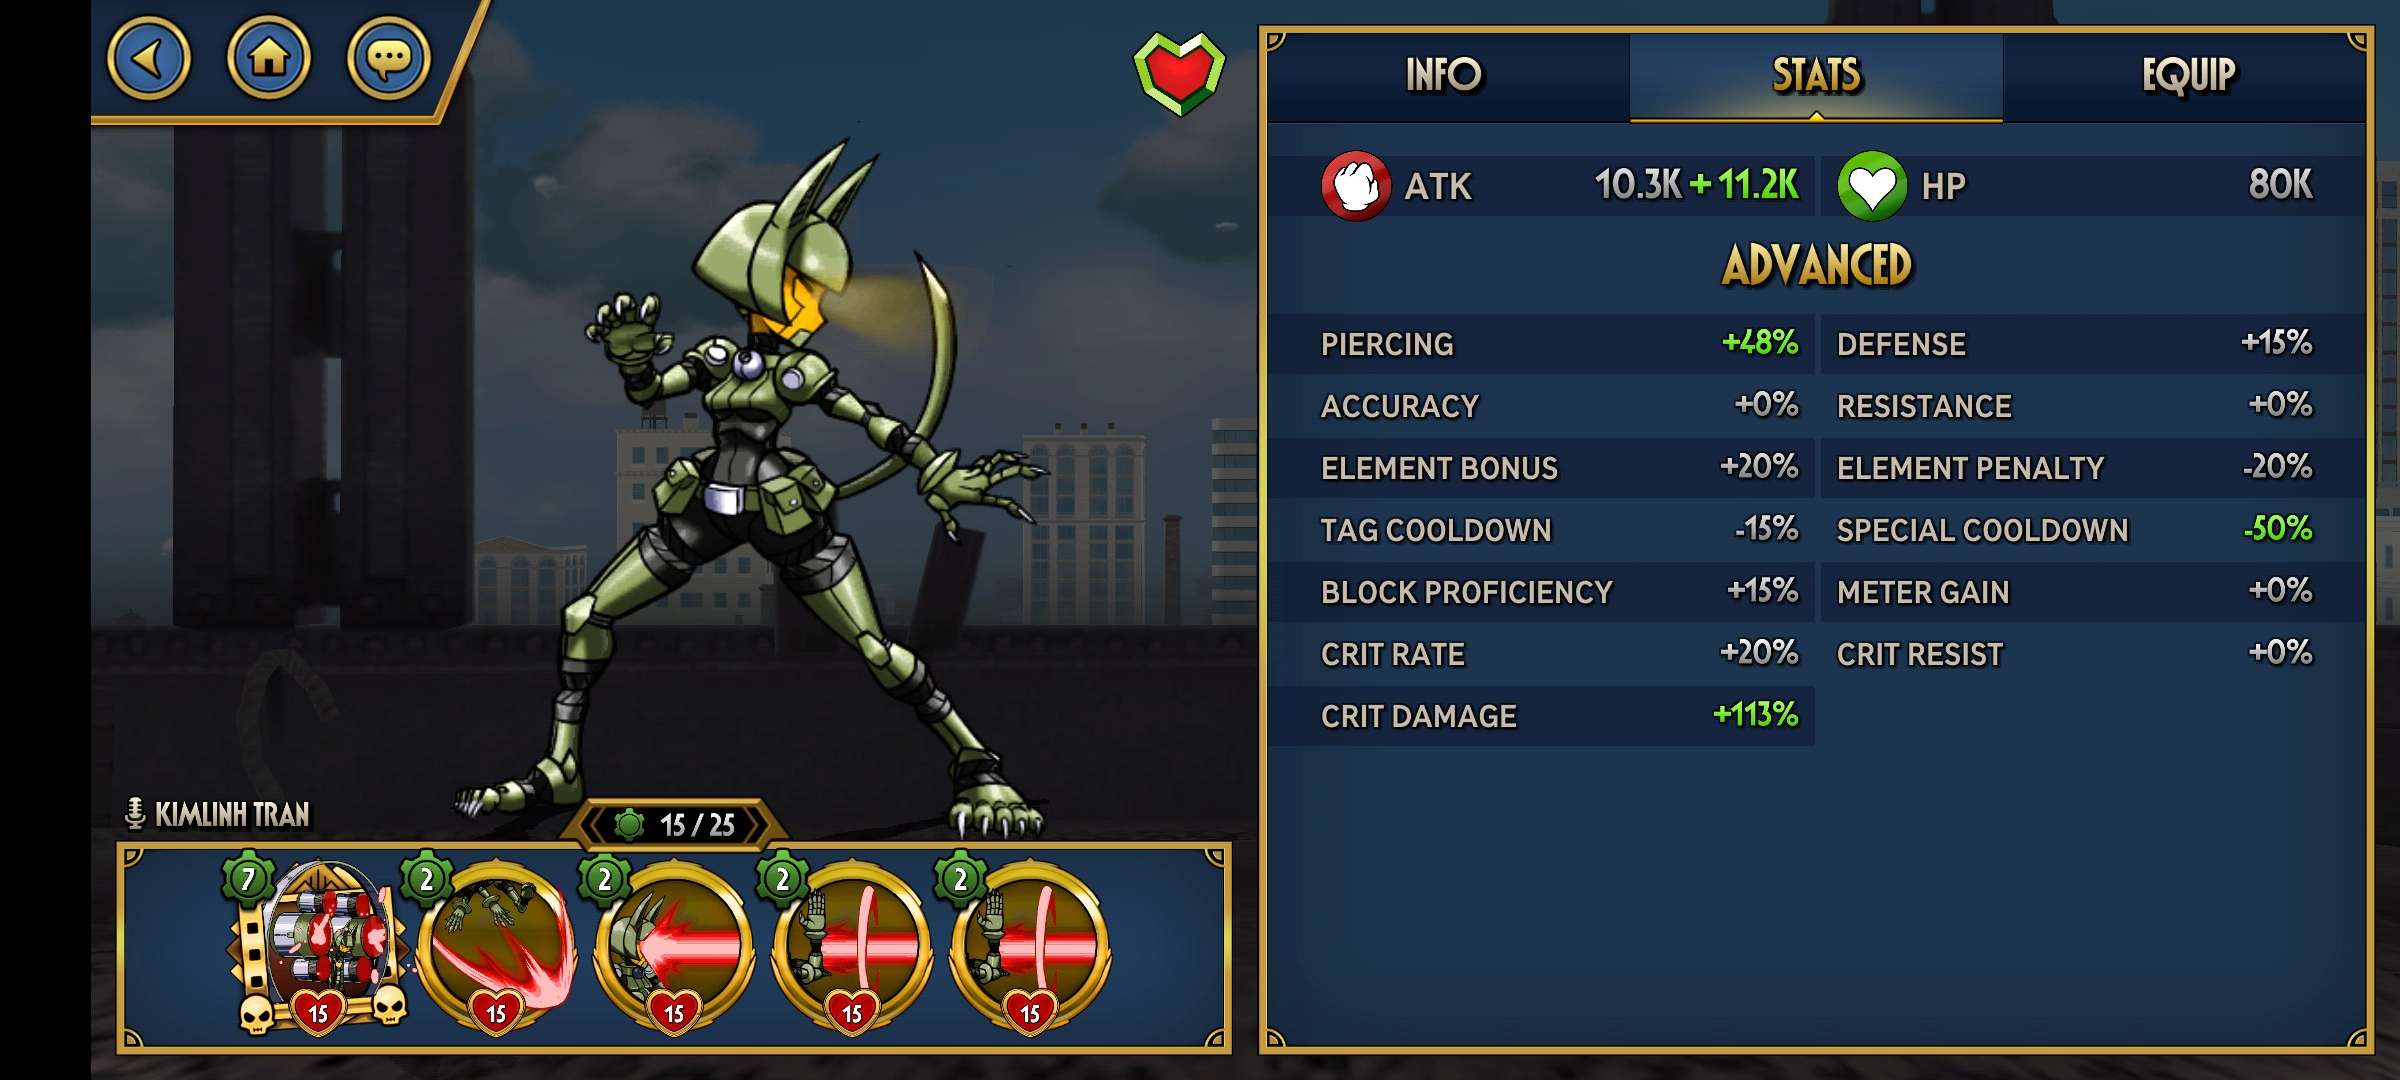 INFO
STATS
EQUIP
ATK 10.3K + 11.2K
HP 80K
ADVANCED
PIERCING +48%
DEFENSE +15%
ACCURACY +0%
RESISTANCE +0%
ELEMENT BONUS +20%
ELEMENT PENALTY -20%
TAG COOLDOWN -15%
SPECIAL COOLDOWN -50%
BLOCK PROFICIENCY +15%
METER GAIN +0%
CRIT RATE +20%
CRIT RESIST +0%
CRIT DAMAGE +113%
KIMLINH TRAN
15 / 25
7 2 2 2 2
15 15 15 15 15